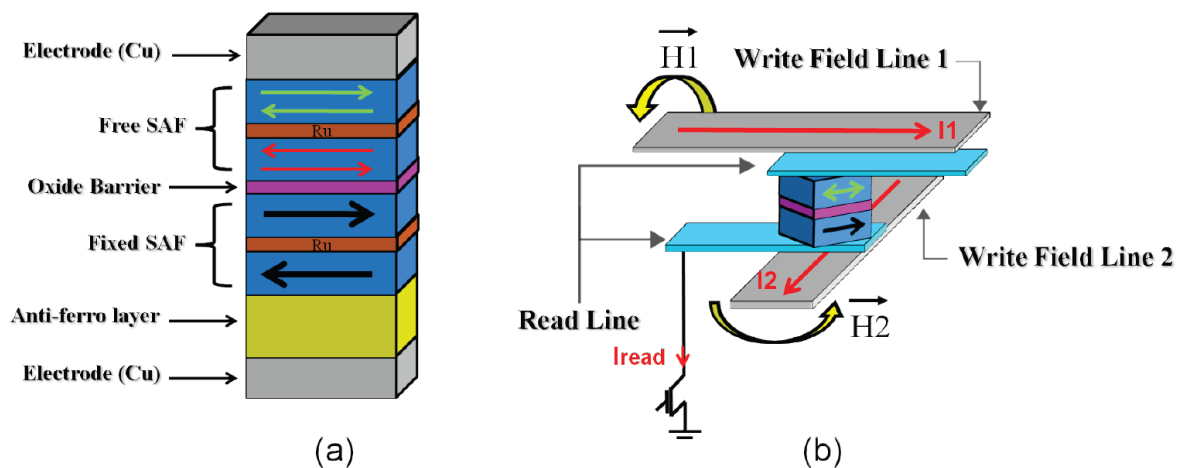 Electrode (Cu)
Free SAF
Ru
Oxide Barrier
Fixed SAF
Ru
Anti-ferro layer
Electrode (Cu)
(a)
H1
Write Field Line 1
I1
I2
Write Field Line 2
Read Line
H2
Iread
(b)